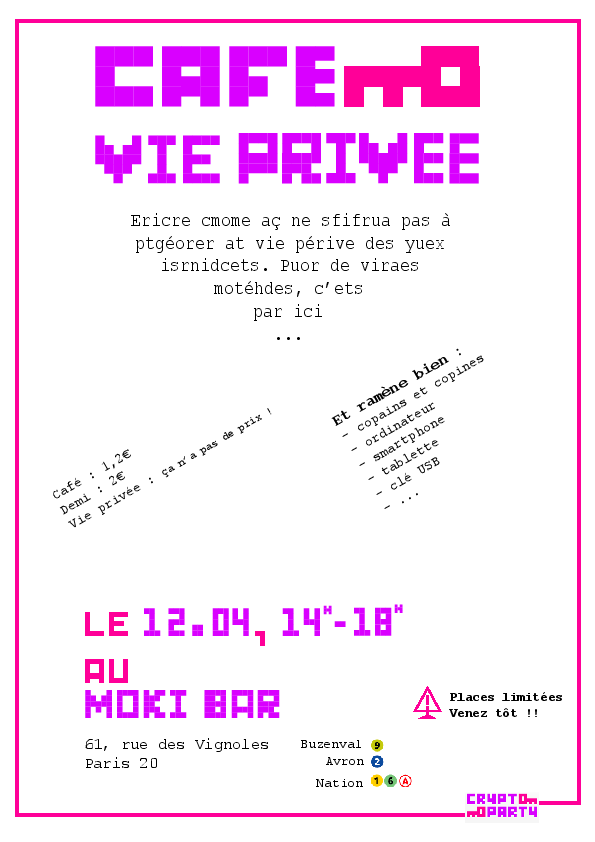 CAFE
VIE PRIVEE
Ericre cmome aç ne sfifrua pas à
ptgéorer at vie périve des yuex
isrnidcets. Puor de viraes
motéhdes, c’ets
par ici
...
Et ramène bien :
- copains et copines
- ordinateur
- smartphone
- tablette
- clé USB
- ...
Café : 1,2€
Demi : 2€
Vie privée : ça n’a pas de prix !
LE 12.04, 14H-18H
AU
MOKI BAR
Places limitées
Venez tôt !!
61, rue des Vignoles
Paris 20
Buzenval 9
Avron 2
Nation 1 6 A
CRYPTO
PARTY